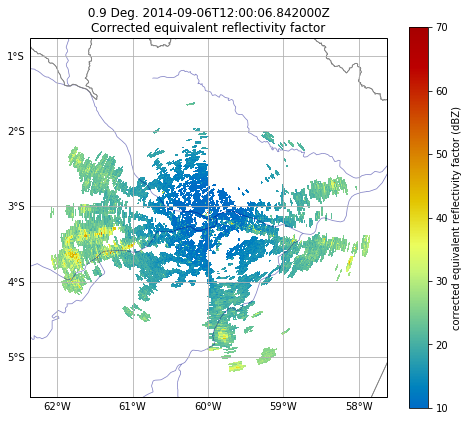 0.9 Deg. 2014-09-06T12:00:06.842000Z
Corrected equivalent reflectivity factor
1°S
2°S
3°S
4°S
5°S
62°W
61°W
60°W
59°W
58°W
70
60
50
40
30
20
10
corrected equivalent reflectivity factor (dBZ)